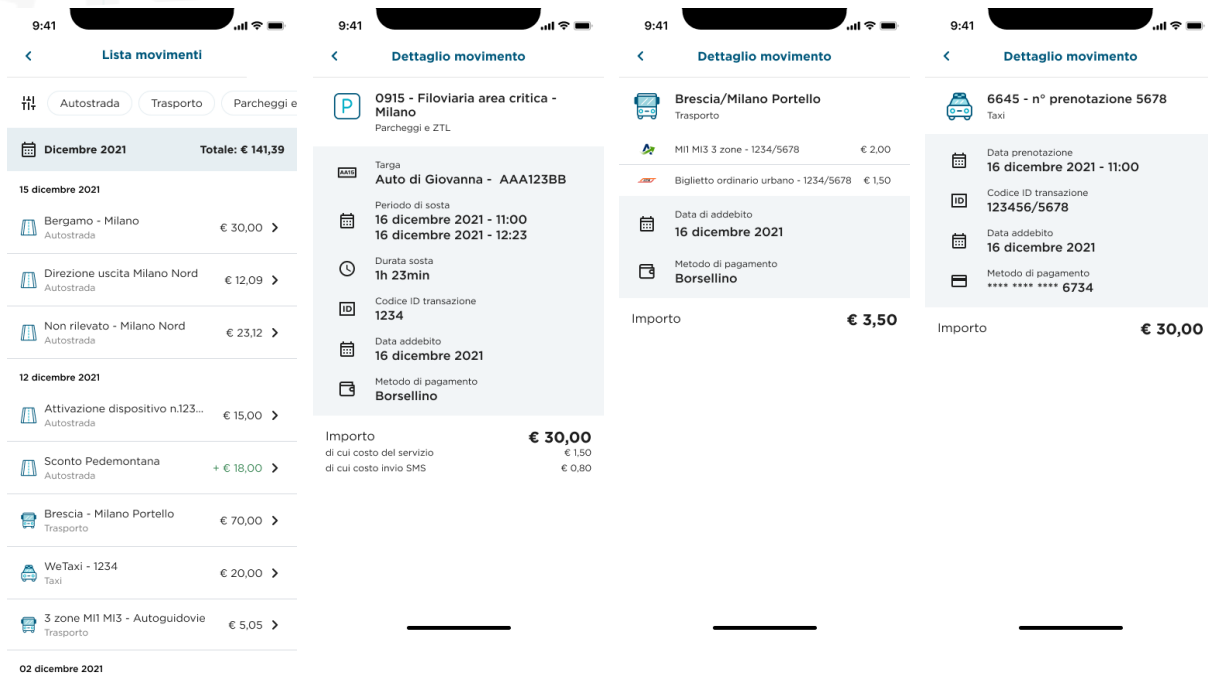 9:41
Lista movimenti
Autostrada
Trasporto
Parcheggi e
Dicembre 2021 Totale: € 141,39
15 dicembre 2021
Bergamo - Milano
Autostrada
€ 30,00
Direzione uscita Milano Nord
Autostrada
€ 12,09
Non rilevato - Milano Nord
Autostrada
€ 23,12
12 dicembre 2021
Attivazione dispositivo n.123...
Autostrada
€ 15,00
Sconto Pedemontana
Autostrada
+ € 18,00
Brescia - Milano Portello
Trasporto
€ 70,00
WeTaxi - 1234
Taxi
€ 20,00
3 zone MI1 MI3 - Autoguidovie
Trasporto
€ 5,05
02 dicembre 2021
9:41
Dettaglio movimento
P
0915 - Filoviaria area critica -
Milano
Parcheggi e ZTL
AA15
Targa
Auto di Giovanna - AAA123BB
Periodo di sosta
16 dicembre 2021 - 11:00
16 dicembre 2021 - 12:23
Durata sosta
1h 23min
ID
Codice ID transazione
1234
Data addebito
16 dicembre 2021
Metodo di pagamento
Borsellino
Importo € 30,00
di cui costo del servizio € 1,50
di cui costo invio SMS € 0,80
9:41
Dettaglio movimento
Brescia/Milano Portello
Trasporto
MI1 MI3 3 zone - 1234/5678 € 2,00
Biglietto ordinario urbano - 1234/5678 € 1,50
Data di addebito
16 dicembre 2021
Metodo di pagamento
Borsellino
Importo € 3,50
9:41
Dettaglio movimento
6645 - n° prenotazione 5678
Taxi
Data prenotazione
16 dicembre 2021 - 11:00
ID
Codice ID transazione
123456/5678
Data addebito
16 dicembre 2021
Metodo di pagamento
**** **** **** 6734
Importo € 30,00